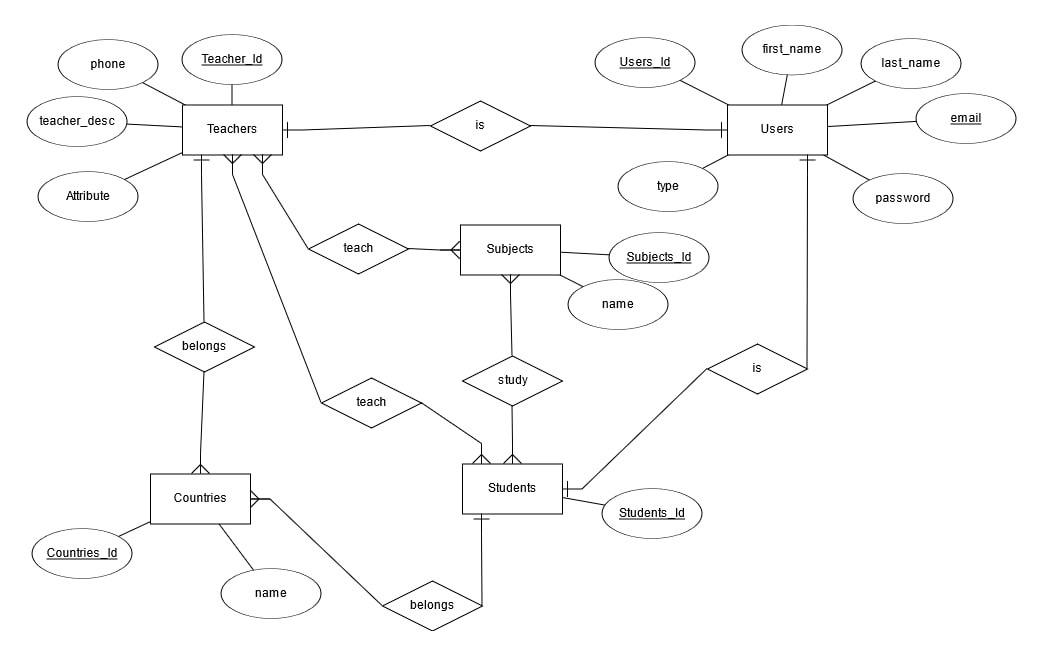 first_name
Teacher_Id
Users_Id
last_name
phone
email
teacher_desc
Teachers
is
Users
type
Attribute
password
teach
Subjects
Subjects_Id
name
belongs
is
study
teach
Students
Countries
Students_Id
Countries_Id
name
belongs